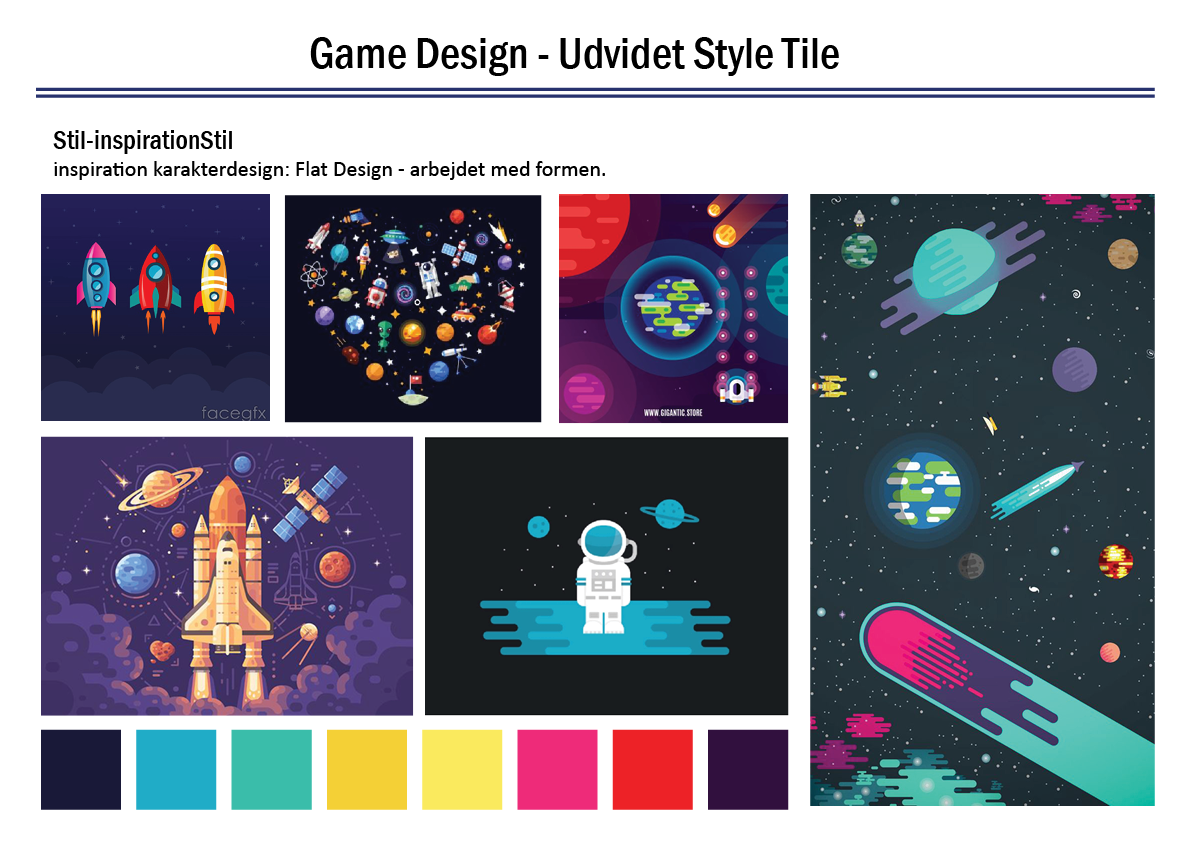 Game Design - Udvidet Style Tile
Stil-inspirationStil
inspiration karakterdesign: Flat Design - arbejdet med formen.
facegfx
WWW.GIGANTIC.STORE